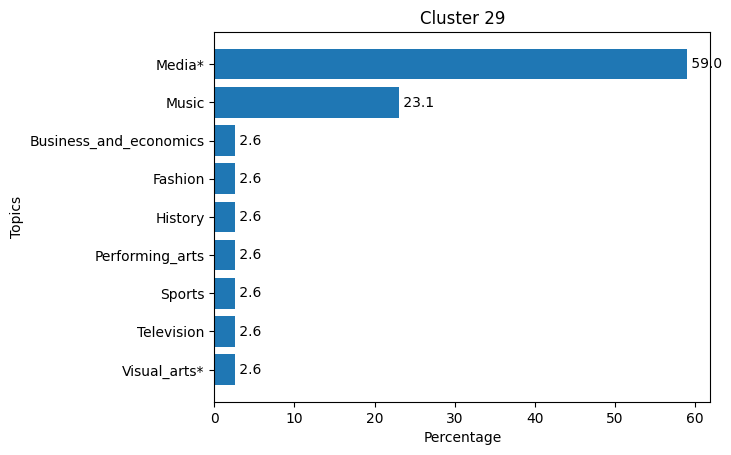 Cluster 29
Topics
Media* 59.0
Music 23.1
Business_and_economics 2.6
Fashion 2.6
History 2.6
Performing_arts 2.6
Sports 2.6
Television 2.6
Visual_arts* 2.6
0 10 20 30 40 50 60
Percentage